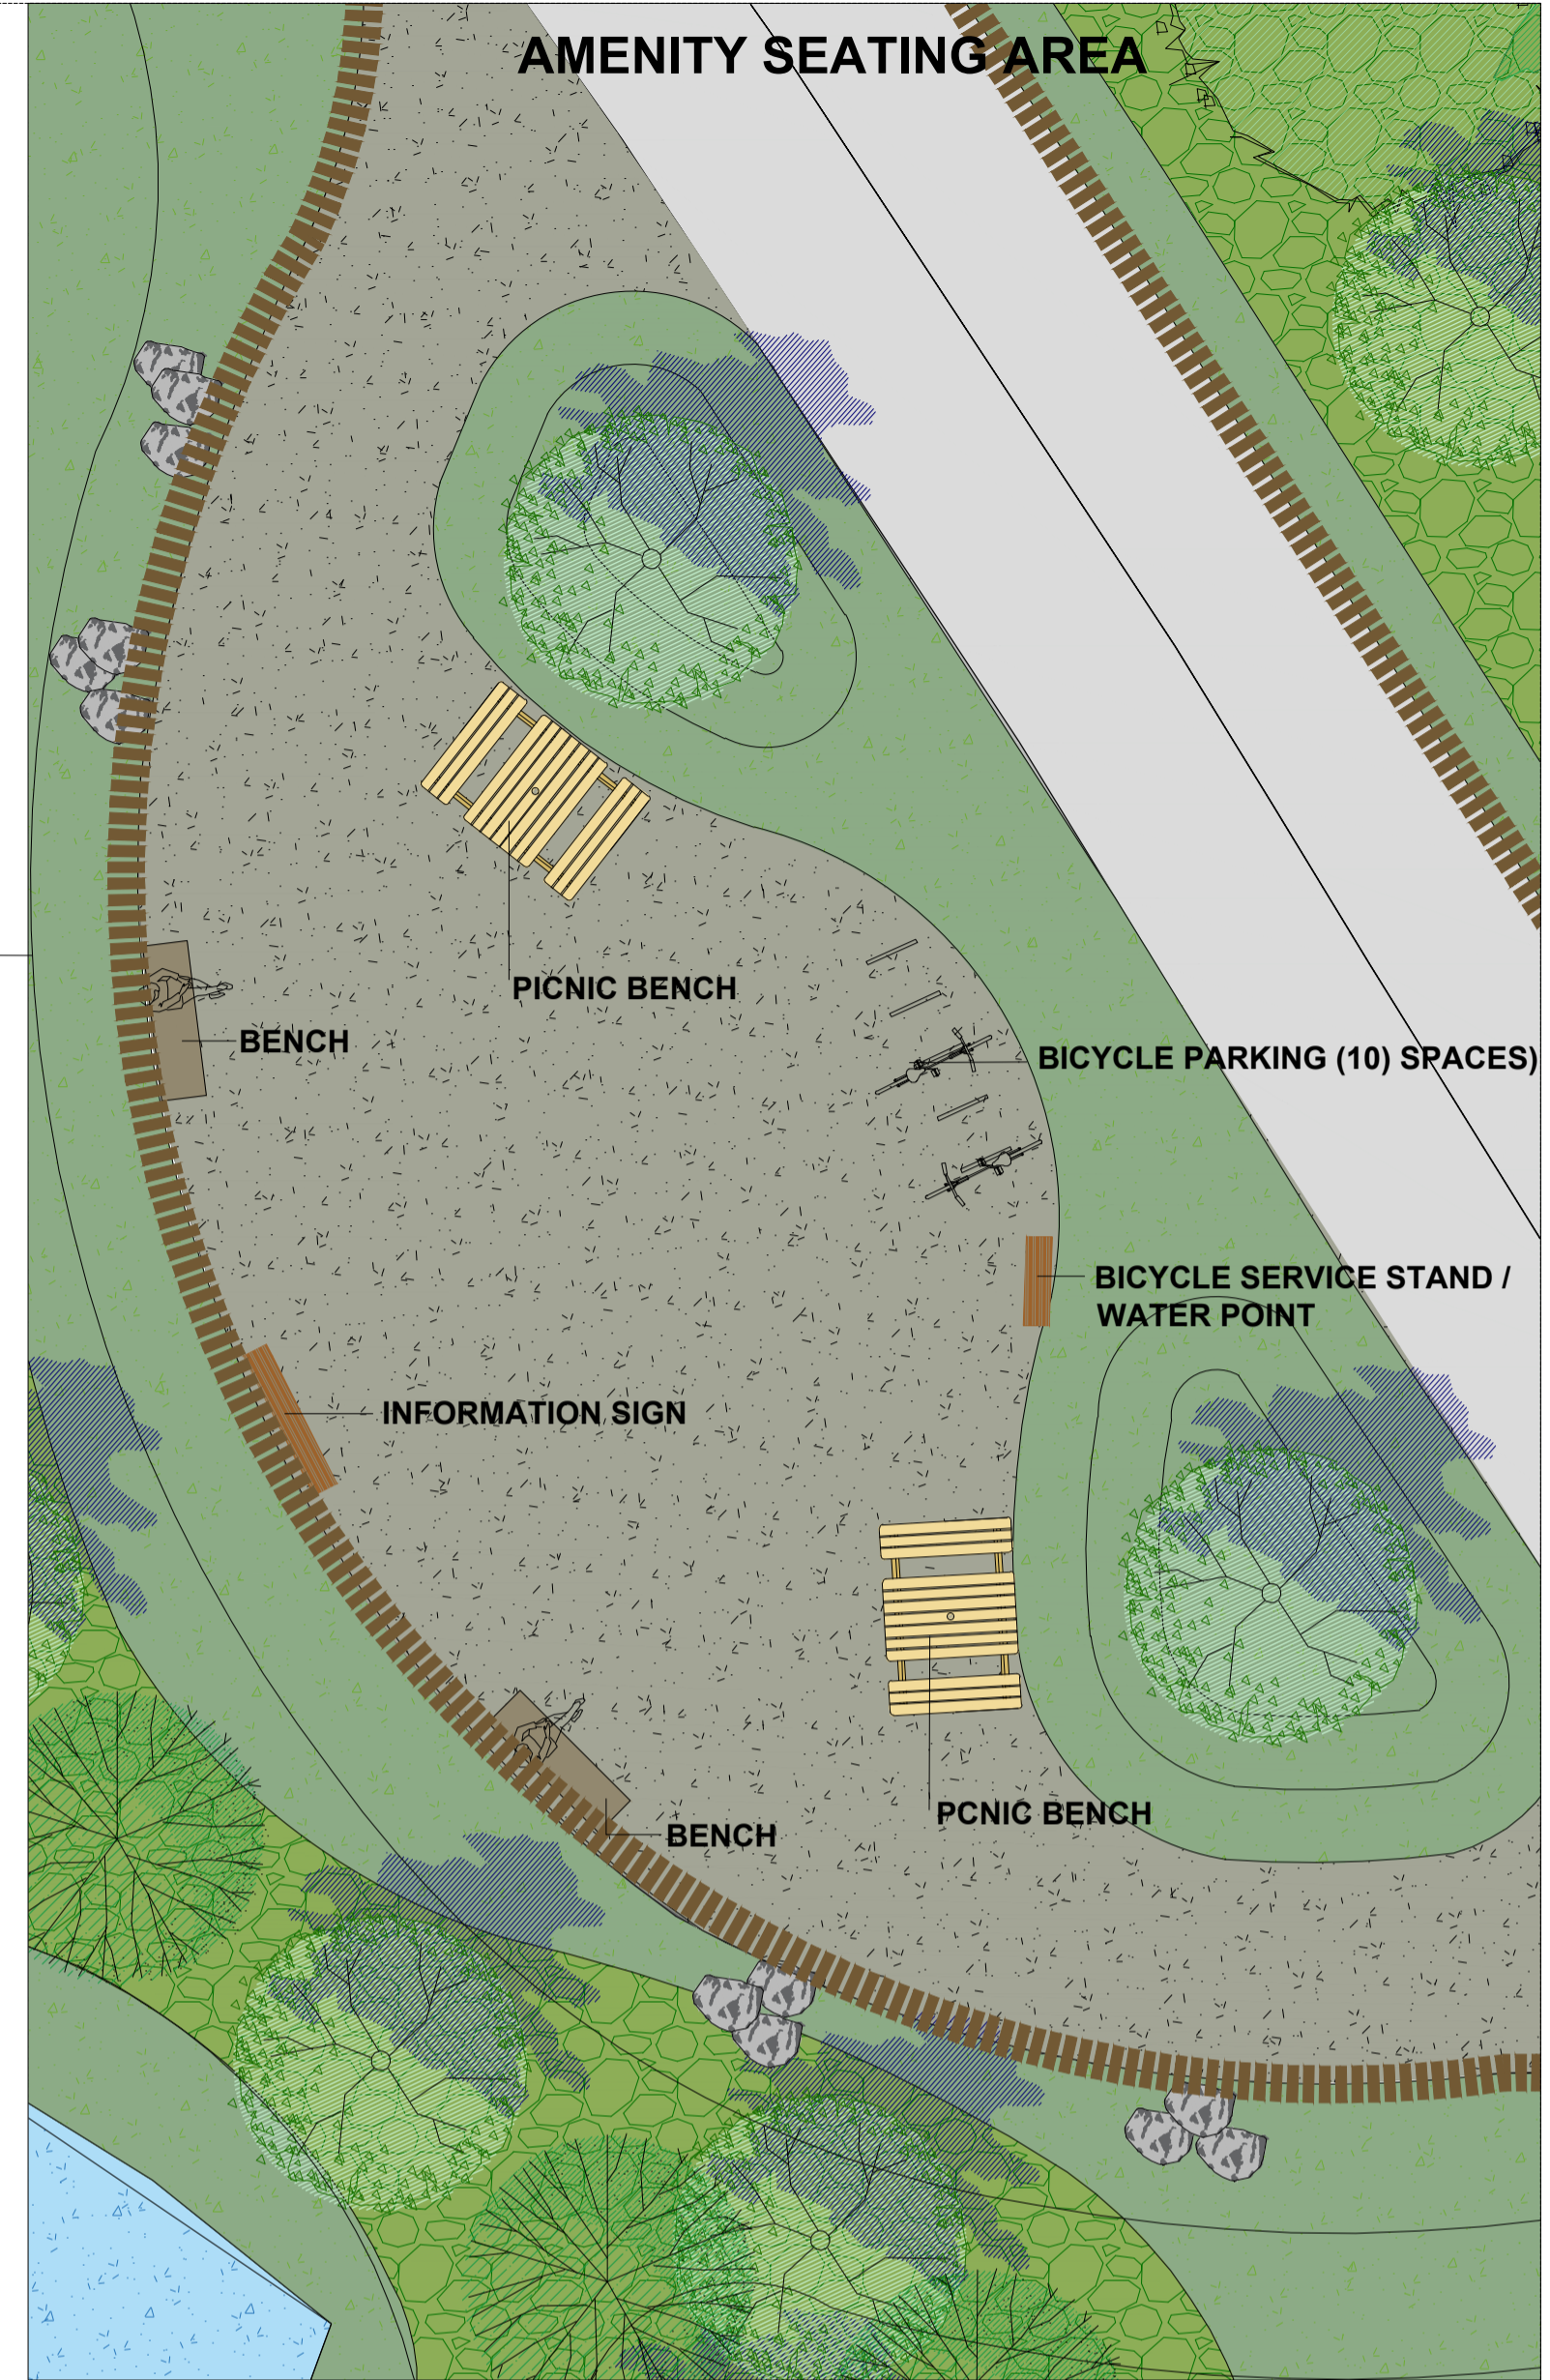 AMENITY SEATING AREA
PICNIC BENCH
BENCH
BICYCLE PARKING (10) SPACES)
BICYCLE SERVICE STAND /
WATER POINT
INFORMATION SIGN
PCNIC BENCH
BENCH